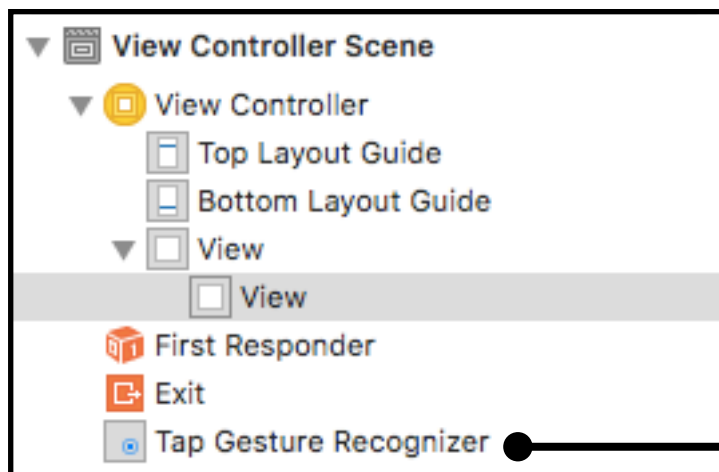 View Controller Scene
View Controller
Top Layout Guide
Bottom Layout Guide
View
View
First Responder
Exit
Tap Gesture Recognizer